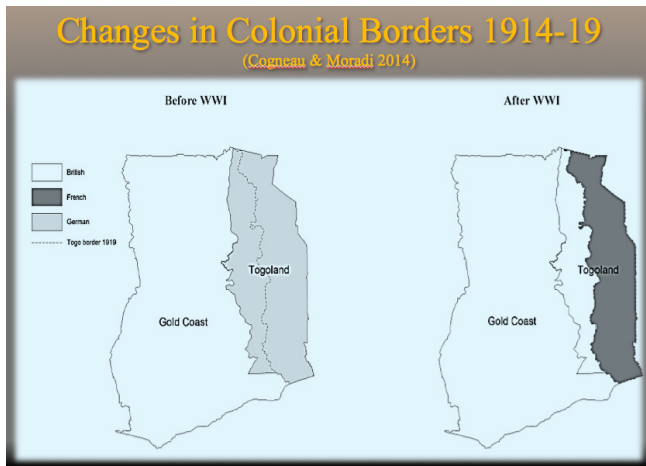 Changes in Colonial Borders 1914-19
(Cogneau & Moradi 2014)
Before WWI
After WWI
British
French
German
Togo border 1919
Togoland
Gold Coast
Togoland
Gold Coast